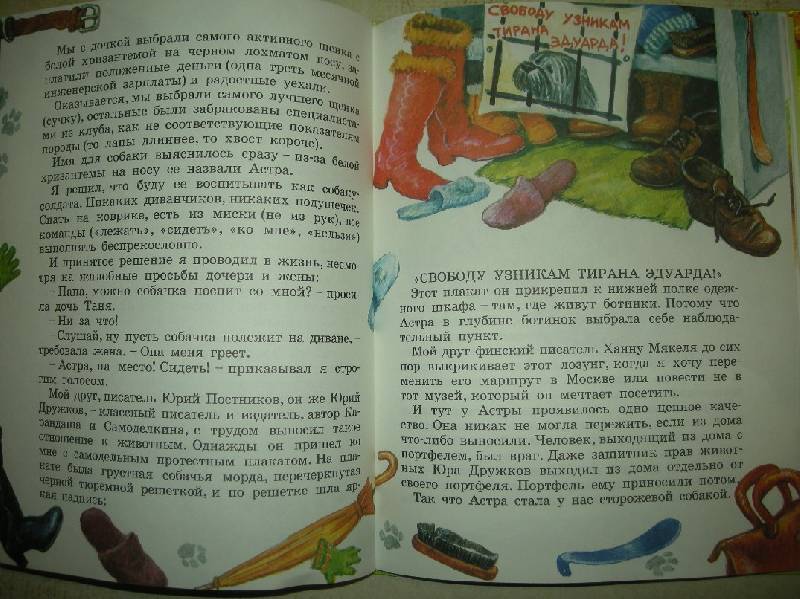 Мы с дочкой выбрали самого активного щенка с
белой хризантемой на черном лохматом носу, за-
платили положенные деньги (одна треть месячной
инженерской зарплаты) и радостные уехали.
Оказывается, мы выбрали самого лучшего щенка
(сучку), остальные были забракованы специалиста-
ми из клуба, как не соответствующие показателям
породы (то лапы длиннее, то хвост короче).
Имя для собаки выяснилось сразу – из-за белой
хризантемы на носу ее назвали Астра.
Я решил, что буду ее воспитывать как собаку-
солдата. Никаких диванчиков, никаких подушечек.
Спать на коврике, есть из миски (не из рук), все
команды («лежать», «сидеть», «ко мне», «нельзя»)
выполнять беспрекословно.
И принятое решение я проводил в жизнь, несмо-
тря на жалобные просьбы дочери и жены:
– Папа, можно собачка поспит со мной? – проси-
ла дочь Таня.
– Ни за что!
– Слушай, ну пусть собачка полежит на диване, –
требовала жена. – Она меня греет.
– Астра, на место! Сидеть! – приказывал я стро-
гим голосом.
Мой друг, писатель Юрий Постников, он же Юрий
Дружков, – классный писатель и издатель, автор Ка-
рандаша и Самоделкина, с трудом выносил такое
отношение к животным. Однажды он пришел ко
мне с самодельным протестным плакатом. На пла-
кате была грустная собачья морда, перечеркнутая
черной тюремной решеткой, и по решетке шла яр-
кая надпись:
СВОБОДУ УЗНИКАМ
ТИРАНА
ЭДУАРДА!
«СВОБОДУ УЗНИКАМ ТИРАНА ЭДУАРДА!»
Этот плакат он прикрепил к нижней полке одеж-
ного шкафа – там, где живут ботинки. Потому что
Астра в глубине ботинок выбрала себе наблюда-
тельный пункт.
Мой друг финский писатель Ханну Мякеля до сих
пор выкрикивает этот лозунг, когда я хочу пере-
менить его маршрут в Москве или повести не в
тот музей, который он мечтает посетить.
И тут у Астры проявилось одно ценное каче-
ство. Она никак не могла пережить, если из дома
что-либо выносили. Человек, выходящий из дома с
портфелем, был враг. Даже защитник прав живот-
ных Юра Дружков выходил из дома отдельно от
своего портфеля. Портфель ему приносили потом.
Так что Астра стала у нас сторожевой собакой.